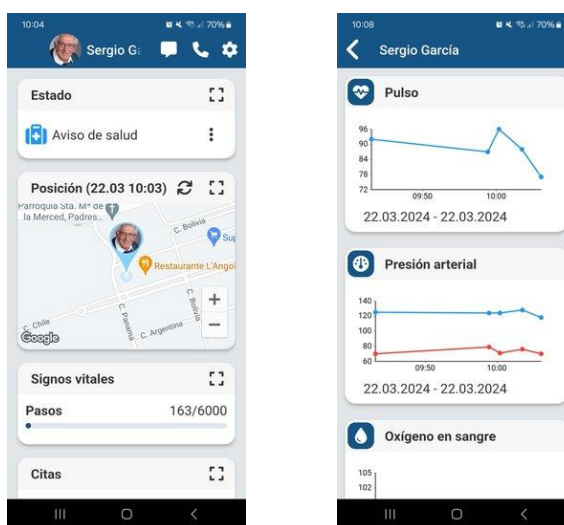 10:04
70%
Sergio G
Estado
Aviso de salud
Posición (22.03 10:03)
Parroquia Sta. Mª de
la Merced, Padres...
C. Bolivia
Restaurante L'Angol
C. Bolivia
C. Chile
C. Panamá
C. Argentina
+
−
Google
Signos vitales
Pasos 163/6000
Citas
10:08
70%
Sergio García
Pulso
96
90
84
78
72
09:50 10:00
22.03.2024 - 22.03.2024
Presión arterial
140
120
100
80
60
09:50 10:00
22.03.2024 - 22.03.2024
Oxígeno en sangre
105
102